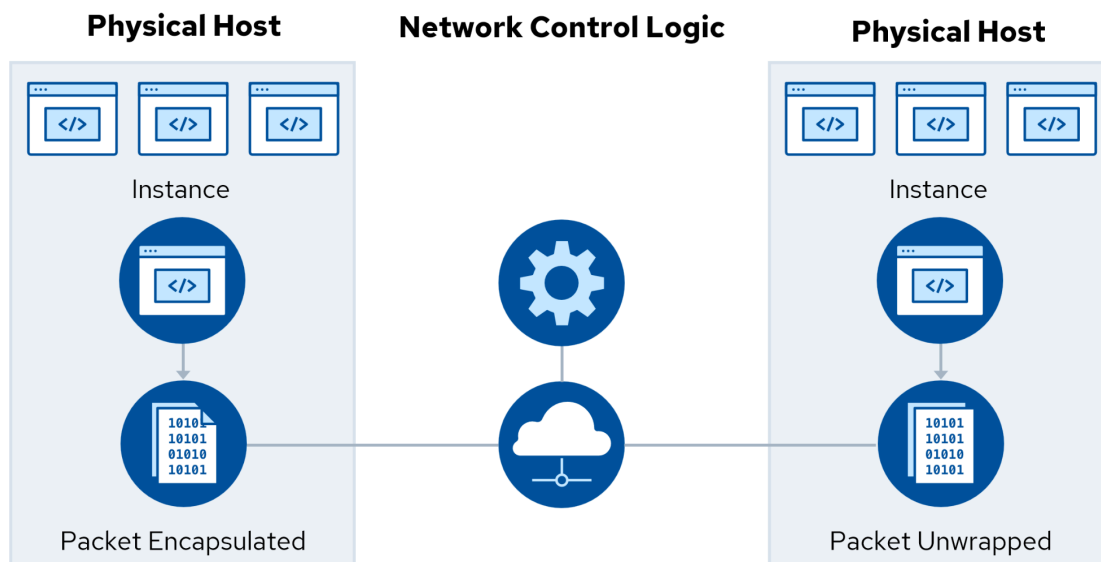 Physical Host
Network Control Logic
Physical Host
</>
</>
</>
</>
</>
</>
Instance
Instance
</>
</>
10101
10101
01010
10101
10101
10101
01010
10101
Packet Encapsulated
Packet Unwrapped